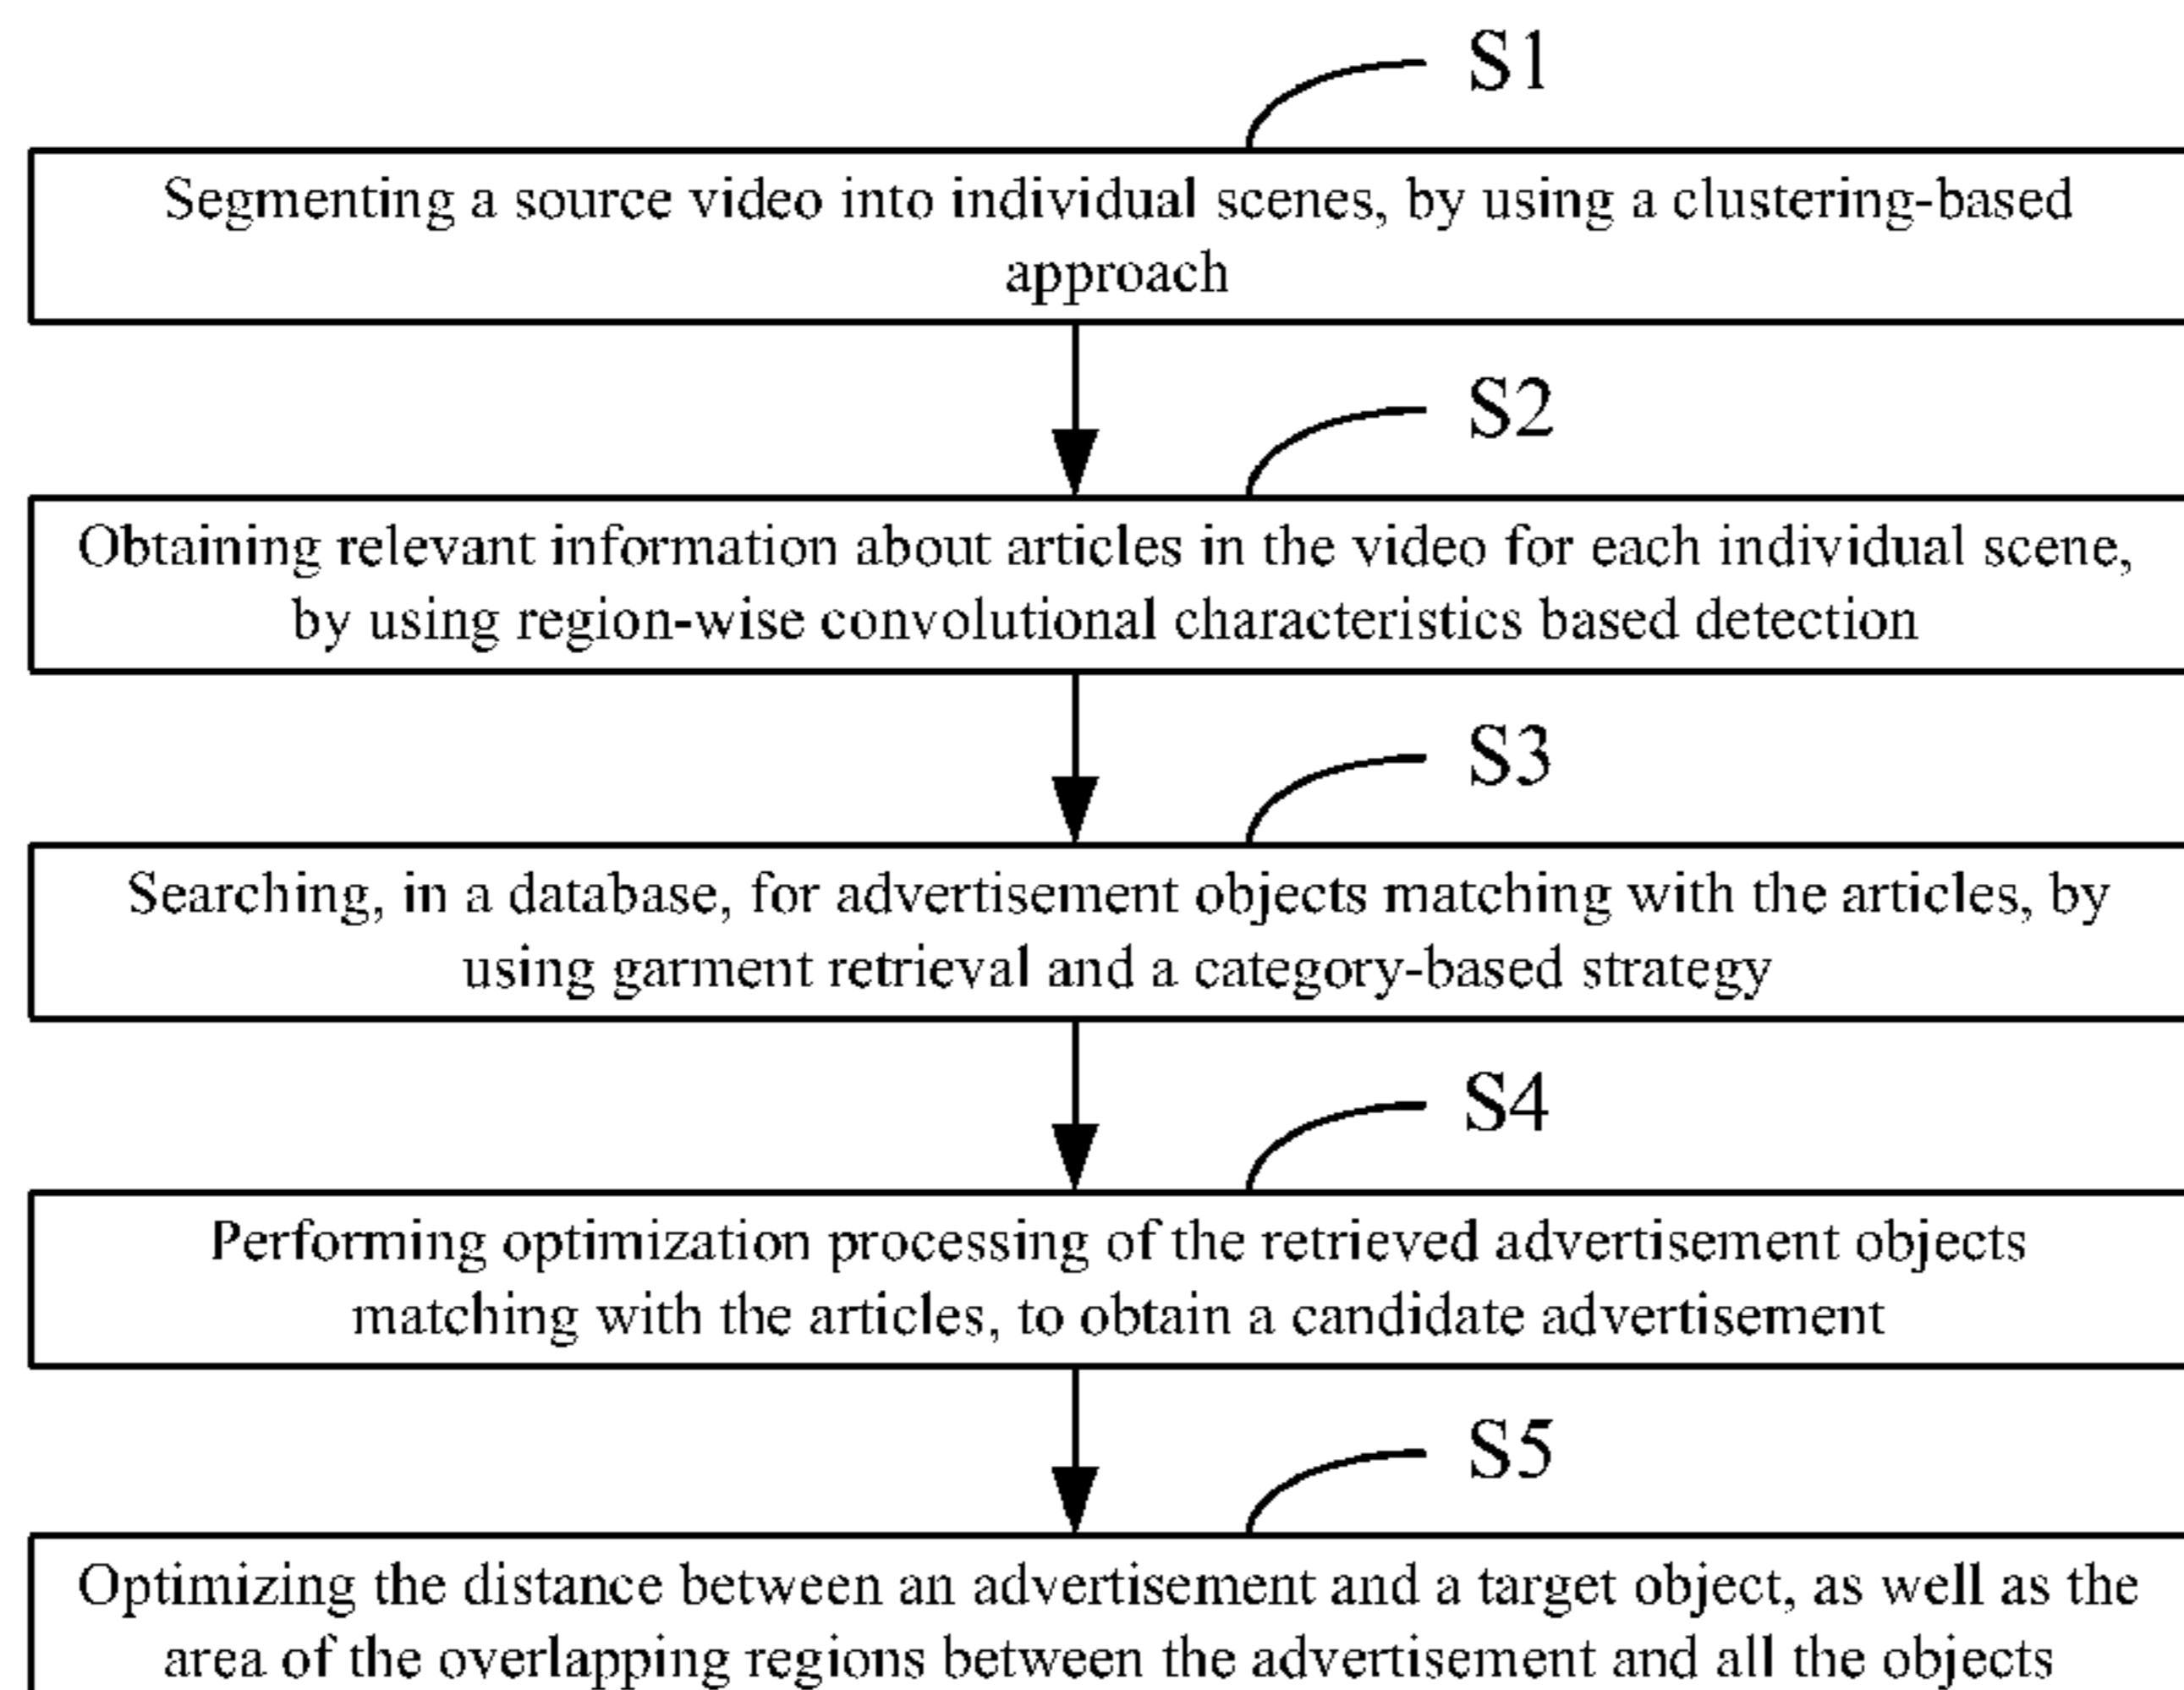 S1
Segmenting a source video into individual scenes, by using a clustering-based
approach
S2
Obtaining relevant information about articles in the video for each individual scene,
by using region-wise convolutional characteristics based detection
S3
Searching, in a database, for advertisement objects matching with the articles, by
using garment retrieval and a category-based strategy
S4
Performing optimization processing of the retrieved advertisement objects
matching with the articles, to obtain a candidate advertisement
S5
Optimizing the distance between an advertisement and a target object, as well as the
area of the overlapping regions between the advertisement and all the objects